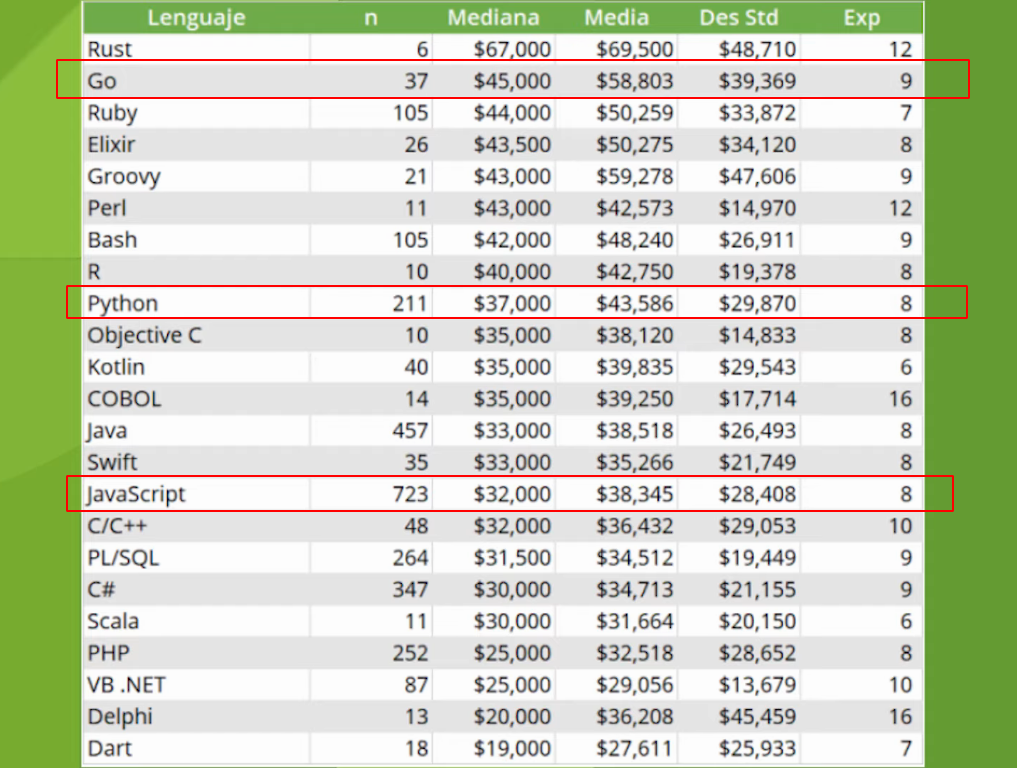 Lenguaje n Mediana Media Des Std Exp
Rust 6 $67,000 $69,500 $48,710 12
Go 37 $45,000 $58,803 $39,369 9
Ruby 105 $44,000 $50,259 $33,872 7
Elixir 26 $43,500 $50,275 $34,120 8
Groovy 21 $43,000 $59,278 $47,606 9
Perl 11 $43,000 $42,573 $14,970 12
Bash 105 $42,000 $48,240 $26,911 9
R 10 $40,000 $42,750 $19,378 8
Python 211 $37,000 $43,586 $29,870 8
Objective C 10 $35,000 $38,120 $14,833 8
Kotlin 40 $35,000 $39,835 $29,543 6
COBOL 14 $35,000 $39,250 $17,714 16
Java 457 $33,000 $38,518 $26,493 8
Swift 35 $33,000 $35,266 $21,749 8
JavaScript 723 $32,000 $38,345 $28,408 8
C/C++ 48 $32,000 $36,432 $29,053 10
PL/SQL 264 $31,500 $34,512 $19,449 9
C# 347 $30,000 $34,713 $21,155 9
Scala 11 $30,000 $31,664 $20,150 6
PHP 252 $25,000 $32,518 $28,652 8
VB .NET 87 $25,000 $29,056 $13,679 10
Delphi 13 $20,000 $36,208 $45,459 16
Dart 18 $19,000 $27,611 $25,933 7